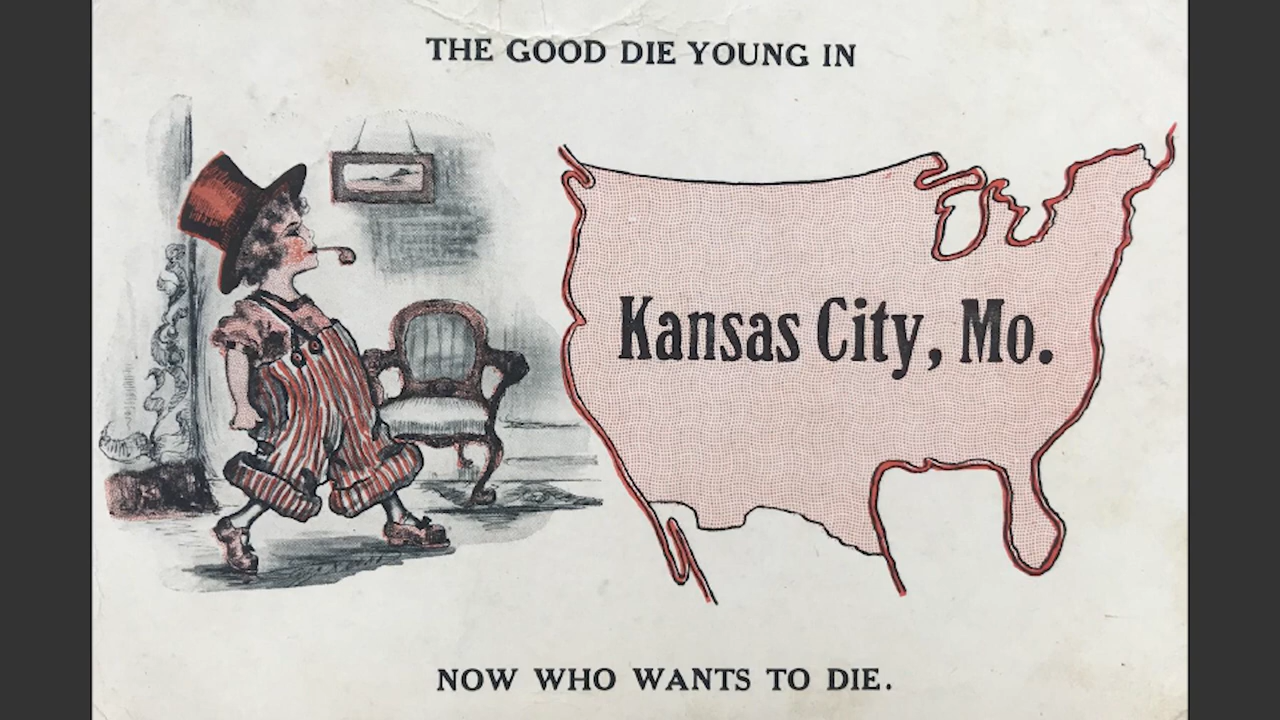 THE GOOD DIE YOUNG IN
Kansas City, Mo.
NOW WHO WANTS TO DIE.